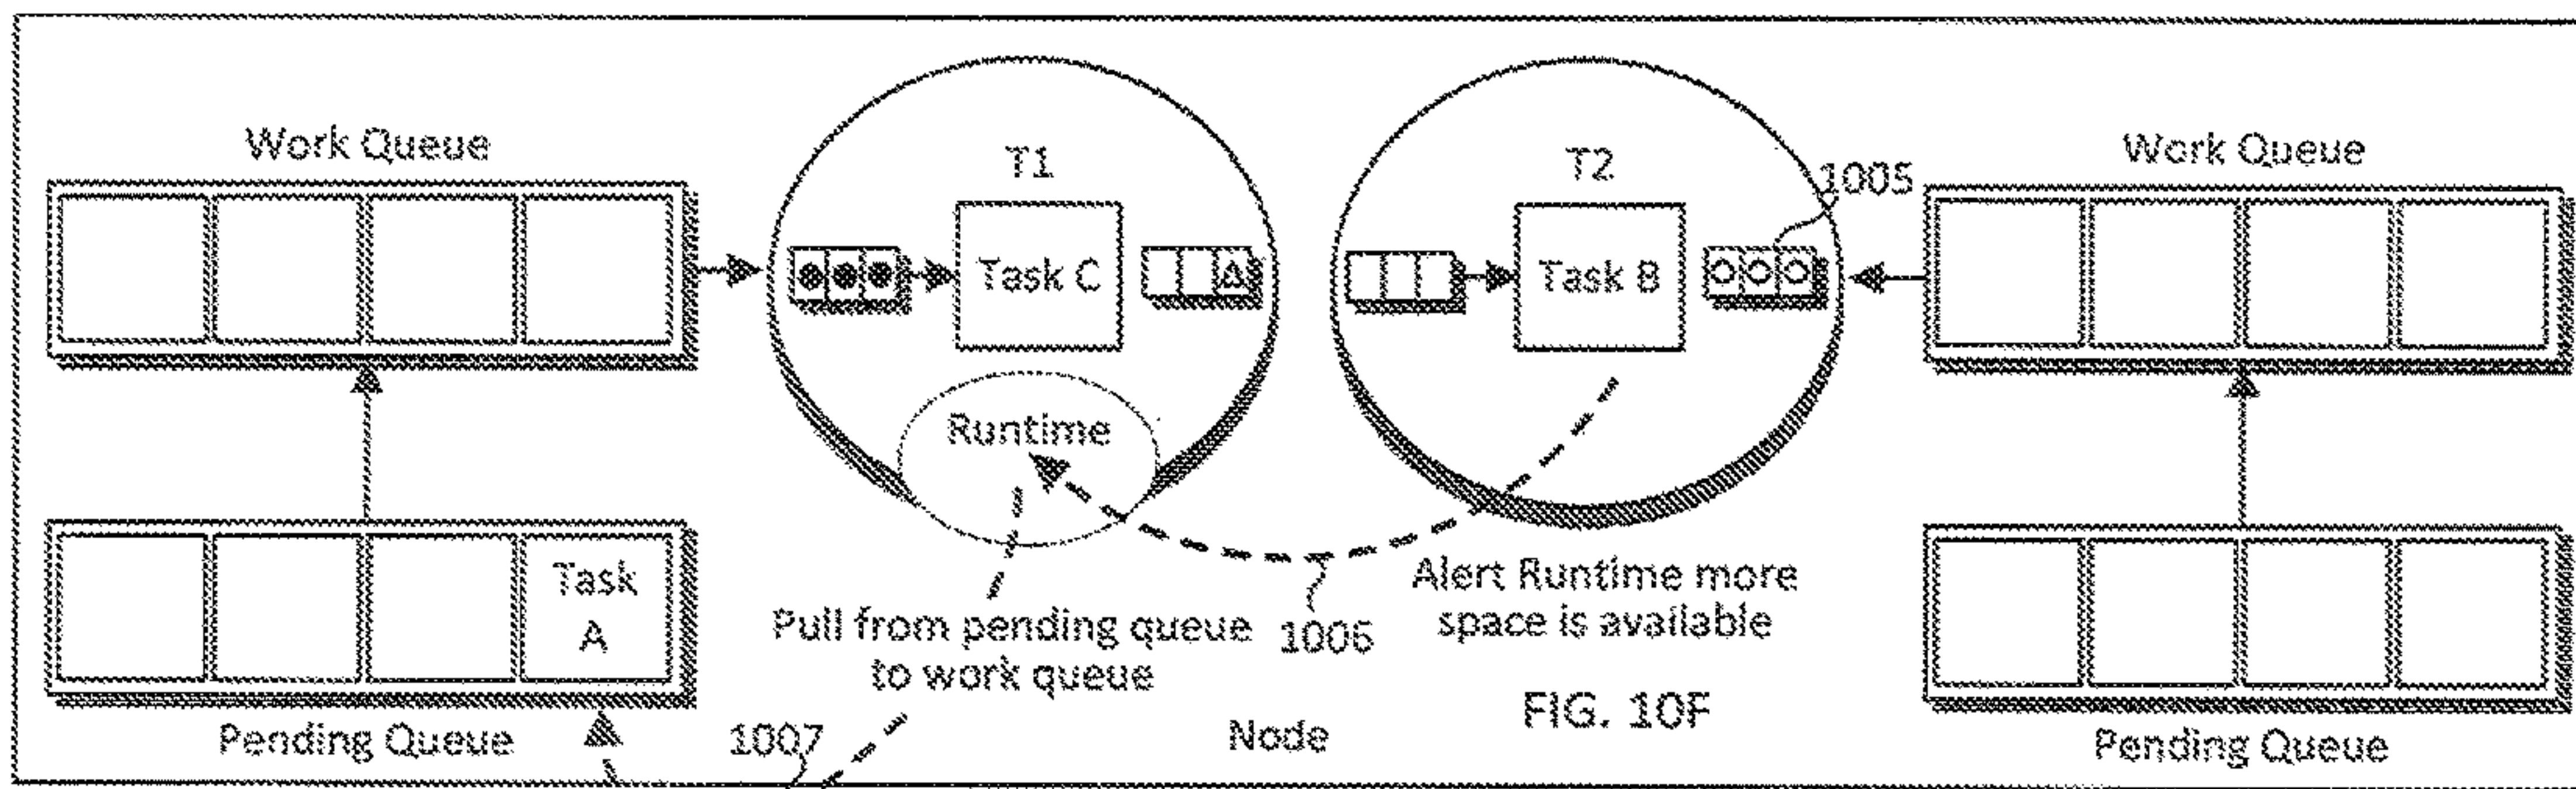 Work Queue
T1
T2
1005
Work Queue
Task C
Task B
Runtime
Task
A
Pull from pending queue
to work queue
1006
Alert Runtime more
space is available
Pending Queue
1007
Node
FIG. 10F
Pending Queue